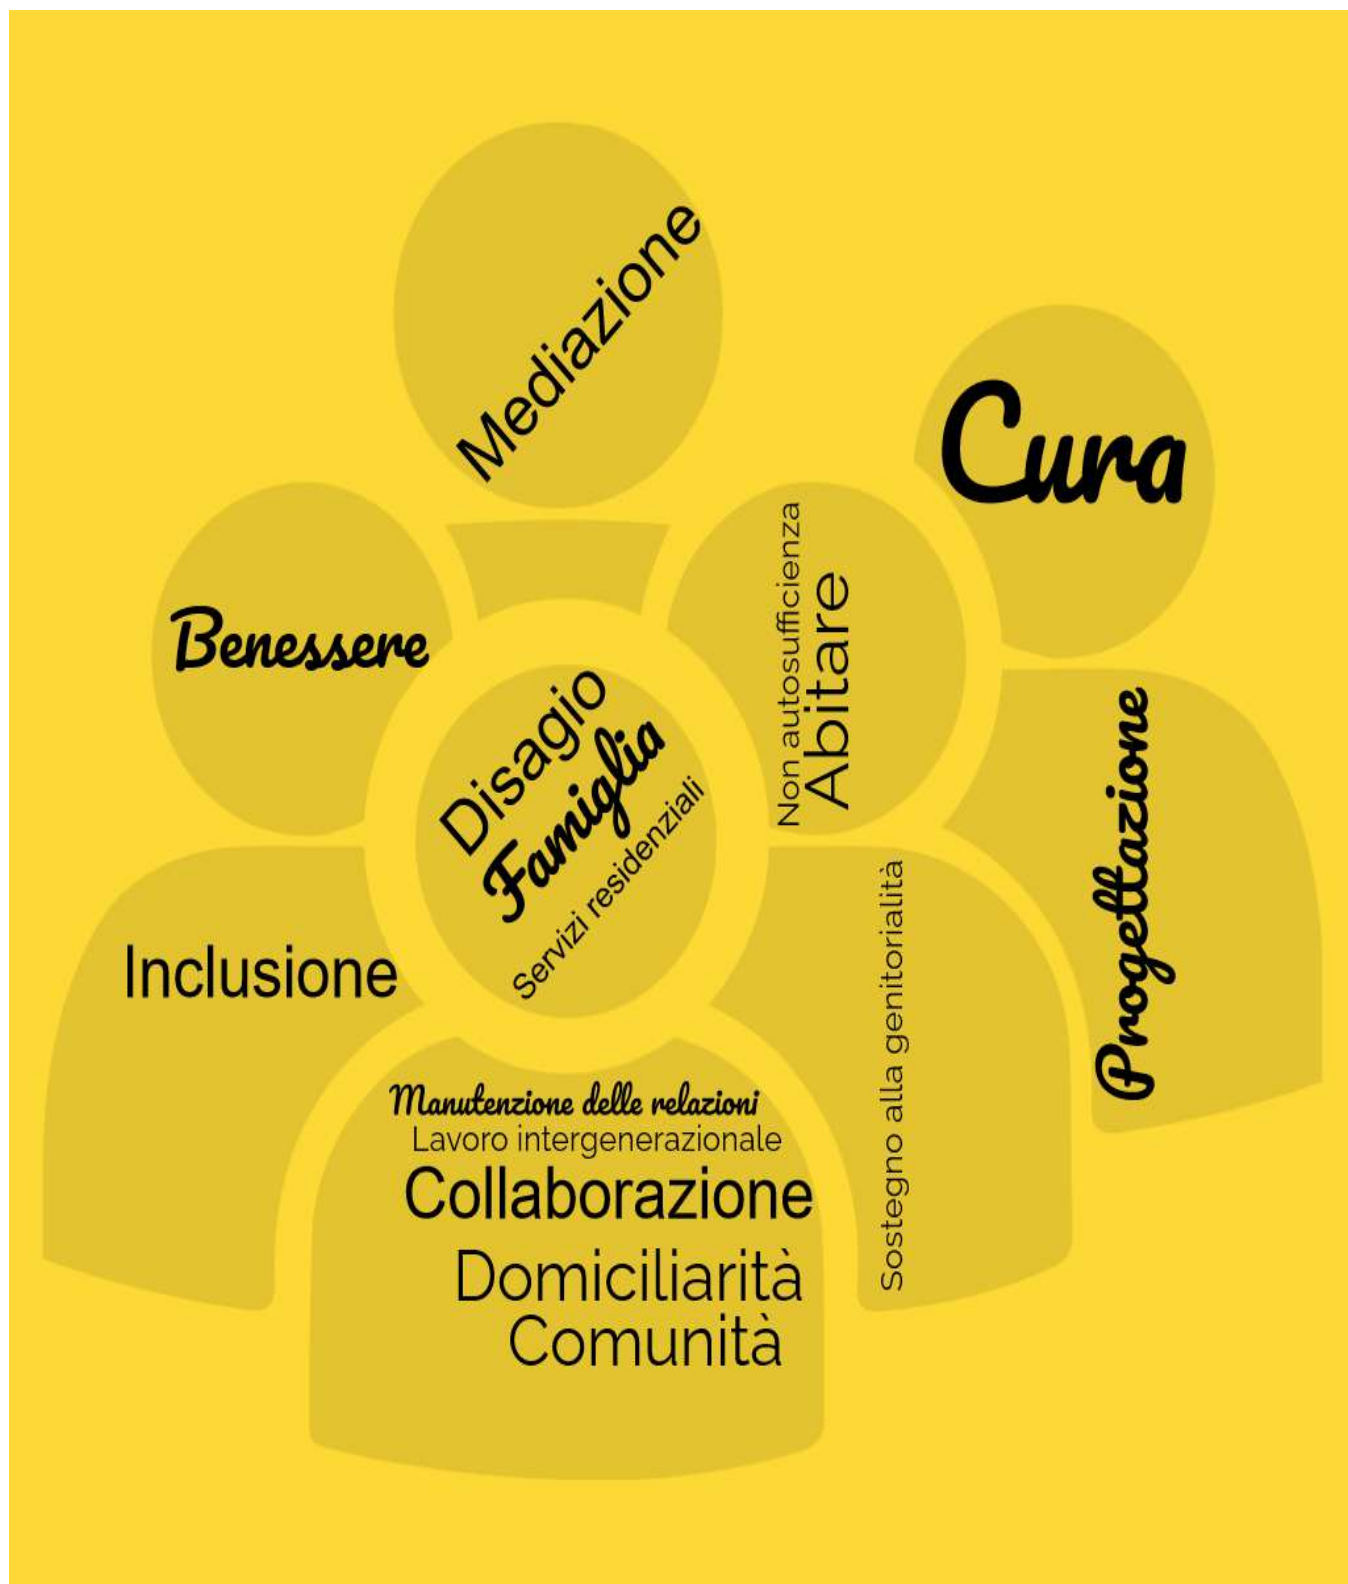 Mediazione
Cura
Benessere
Non autosufficienza
Abitare
Disagio
Famiglia
Servizi residenziali
Progettazione
Inclusione
Sostegno alla genitorialità
Manutenzione delle relazioni
Lavoro intergenerazionale
Collaborazione
Domiciliarità
Comunità